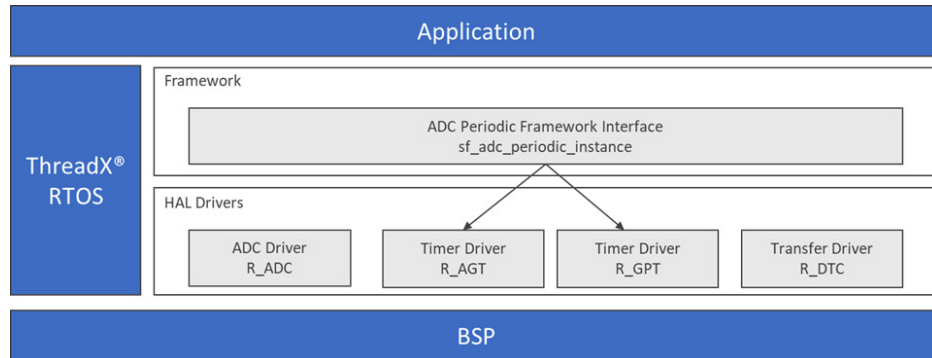 Application
Framework
ADC Periodic Framework Interface
sf_adc_periodic_instance
ThreadX®
RTOS
HAL Drivers
ADC Driver
R_ADC
Timer Driver
R_AGT
Timer Driver
R_GPT
Transfer Driver
R_DTC
BSP